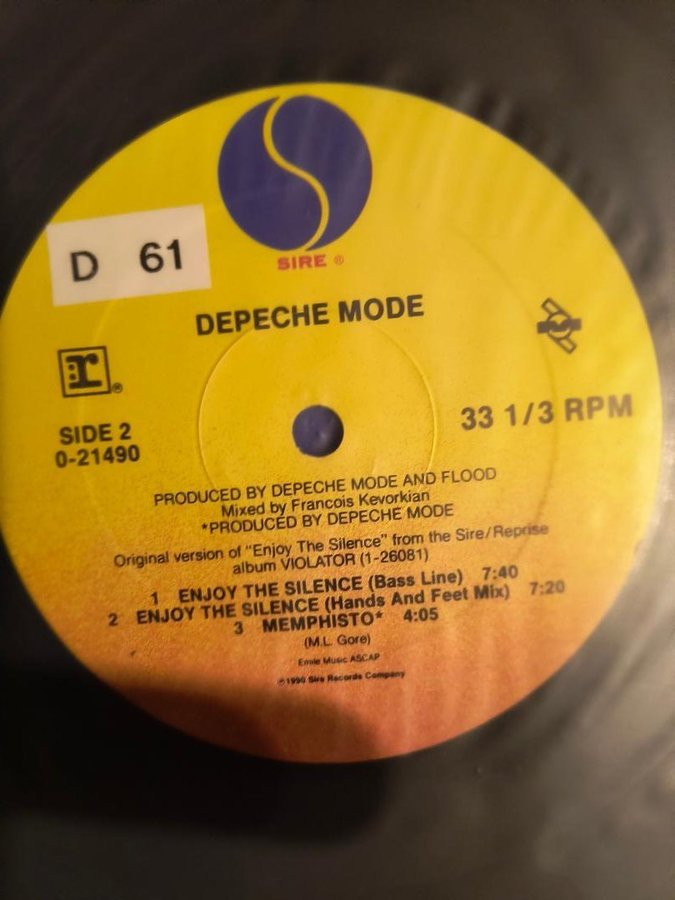 SIRE ®
D 61
DEPECHE MODE
r ®
SIDE 2
0-21490
33 1/3 RPM
PRODUCED BY DEPECHE MODE AND FLOOD
Mixed by Francois Kevorkian
*PRODUCED BY DEPECHE MODE
Original version of "Enjoy The Silence" from the Sire/Reprise
album VIOLATOR (1-26081)
1 ENJOY THE SILENCE (Bass Line) 7:40
2 ENJOY THE SILENCE (Hands And Feet Mix) 7:20
3 MEMPHISTO* 4:05
(M.L. Gore)
Emile Music ASCAP
℗1990 Sire Records Company